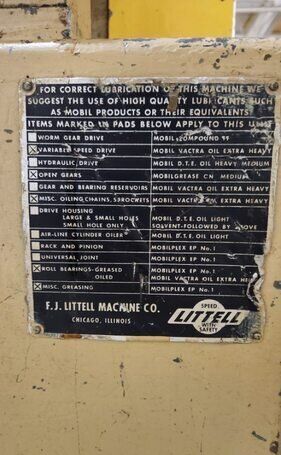 FOR CORRECT LUBRICATION OF THIS MACHINE WE
SUGGEST THE USE OF HIGH QUALITY LUBRICANTS SUCH
AS MOBIL PRODUCTS OR THEIR EQUIVALENTS
ITEMS MARKED IN PADS BELOW APPLY TO THIS UNIT
WORM GEAR DRIVE MOBIL COMPOUND
X VARIABLE SPEED DRIVE MOBIL VACTRA OIL EXTRA HEAVY
HYDRAULIC DRIVE MOBIL D.T.E. OIL HEAVY MEDIUM
X OPEN GEARS MOBILGREASE CN MEDIUM
GEAR AND BEARING RESERVOIRS MOBIL VACTRA OIL EXTRA HEAVY
X MISC. OILING CHAINS, SPROCKETS MOBIL VACTRA OIL EXTRA HEAVY
DRIVE HOUSING
LARGE & SMALL HOLES MOBIL D.T.E. OIL LIGHT
SMALL HOLE ONLY SOLVENT-FOLLOWED BY ABOVE
AIR-LINE CYLINDER OILER MOBIL D.T.E. OIL LIGHT
RACK AND PINION MOBILPLEX EP No. 1
UNIVERSAL JOINT MOBILPLEX EP No. 1
X ROLL BEARINGS-GREASED MOBILPLEX EP No. 1
OILED MOBIL VACTRA OIL EXTRA HEAVY
X MISC. GREASING MOBILPLEX EP No. 1
F.J. LITTELL MACHINE CO.
CHICAGO, ILLINOIS
SPEED
LITTELL
WITH
SAFETY